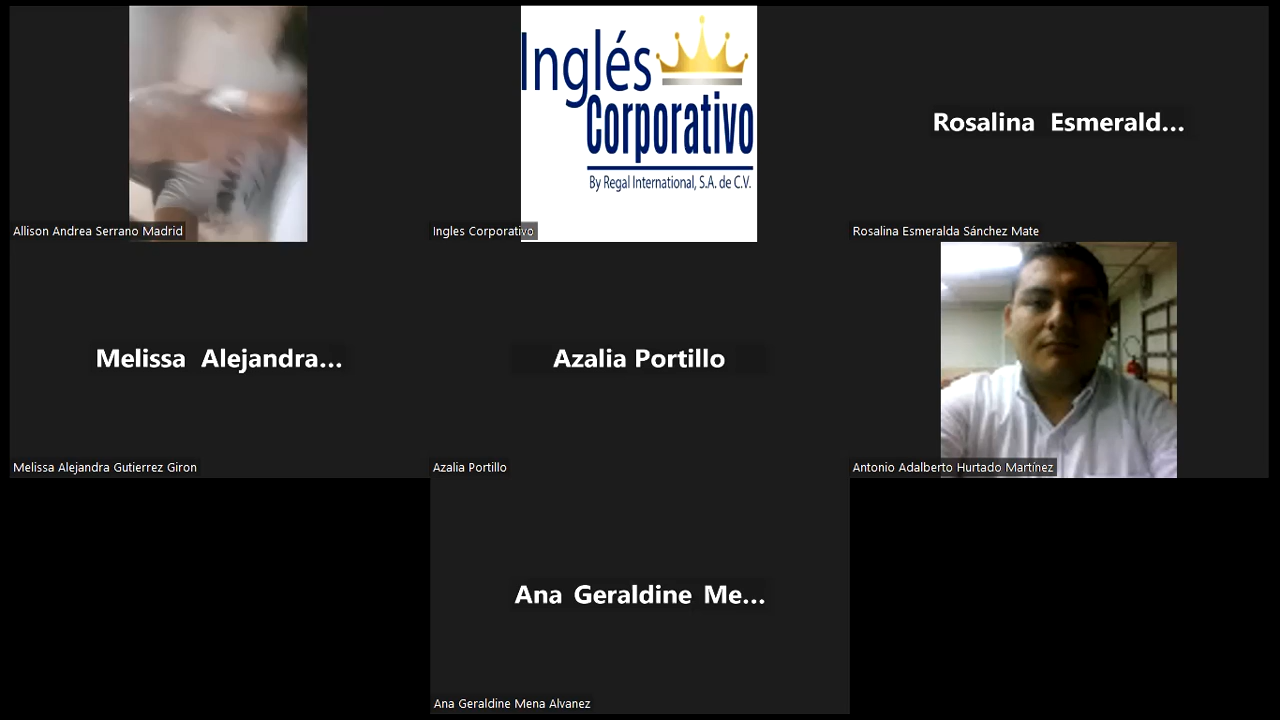 Inglés
Corporativo
By Regal International, S.A. de C.V.
Rosalina Esmerald...
Allison Andrea Serrano Madrid
Ingles Corporativo
Rosalina Esmeralda Sánchez Mate
Melissa Alejandra...
Azalia Portillo
Melissa Alejandra Gutierrez Giron
Azalia Portillo
Antonio Adalberto Hurtado Martínez
Ana Geraldine Me...
Ana Geraldine Mena Alvanez